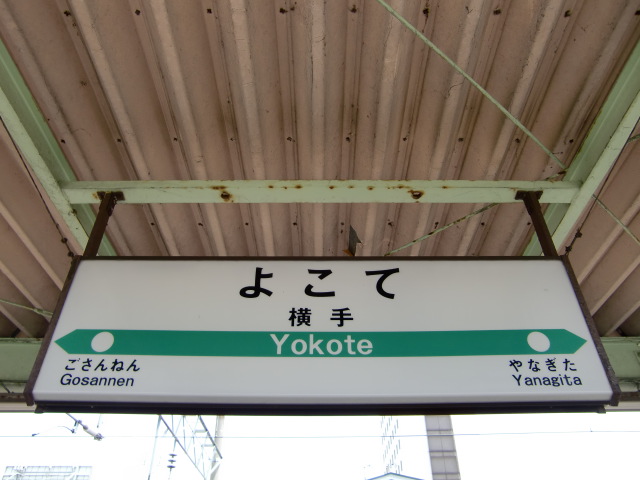 よこて
横手
Yokote
ごさんねん
Gosannen
やなぎた
Yanagita